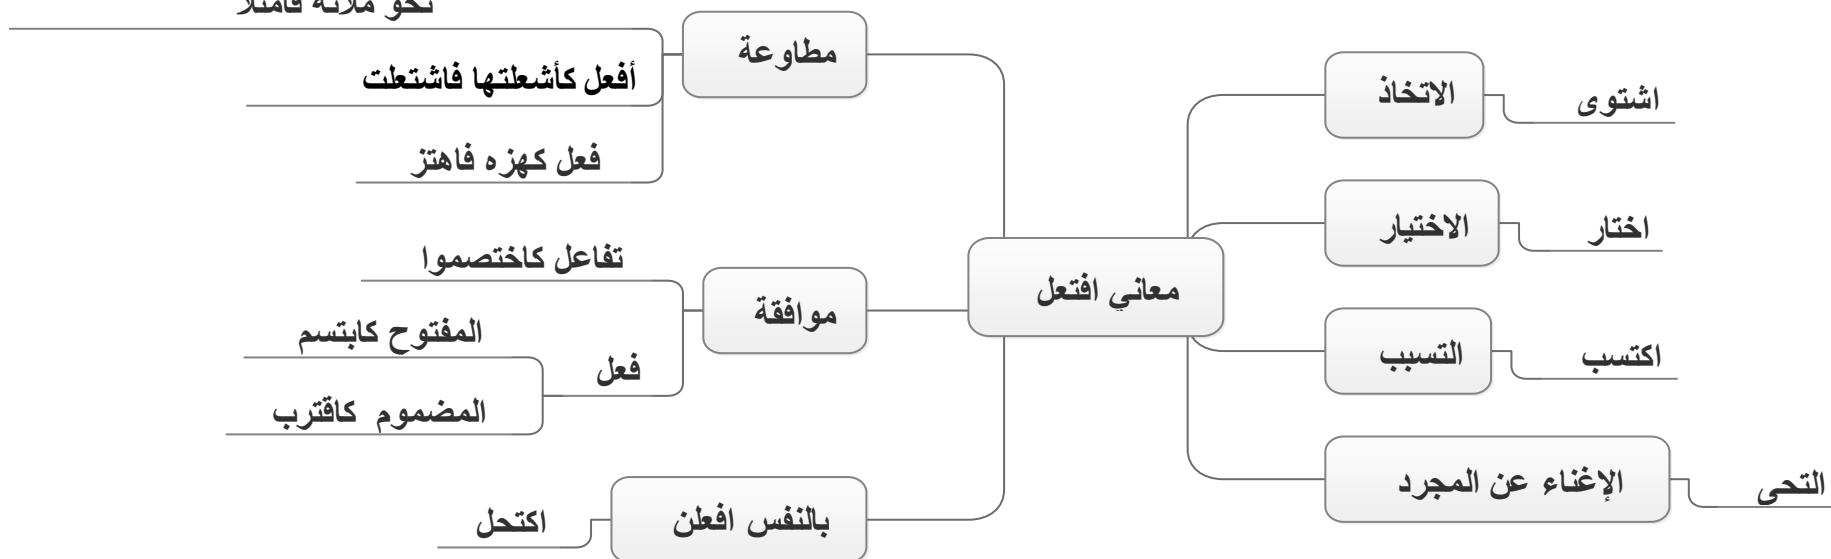 معاني افتعل
الاتخاذ
اشتوى
الاختيار
اختار
التسبب
اكتسب
الإغناء عن المجرد
التحى
مطاوعة
أفعل كأشعلتها فاشتعلت
فعل كهزه فاهتز
موافقة
تفاعل كاختصموا
فعل
المفتوح كابتسم
المضموم كاقترب
بالنفس افعلن
اكتحل